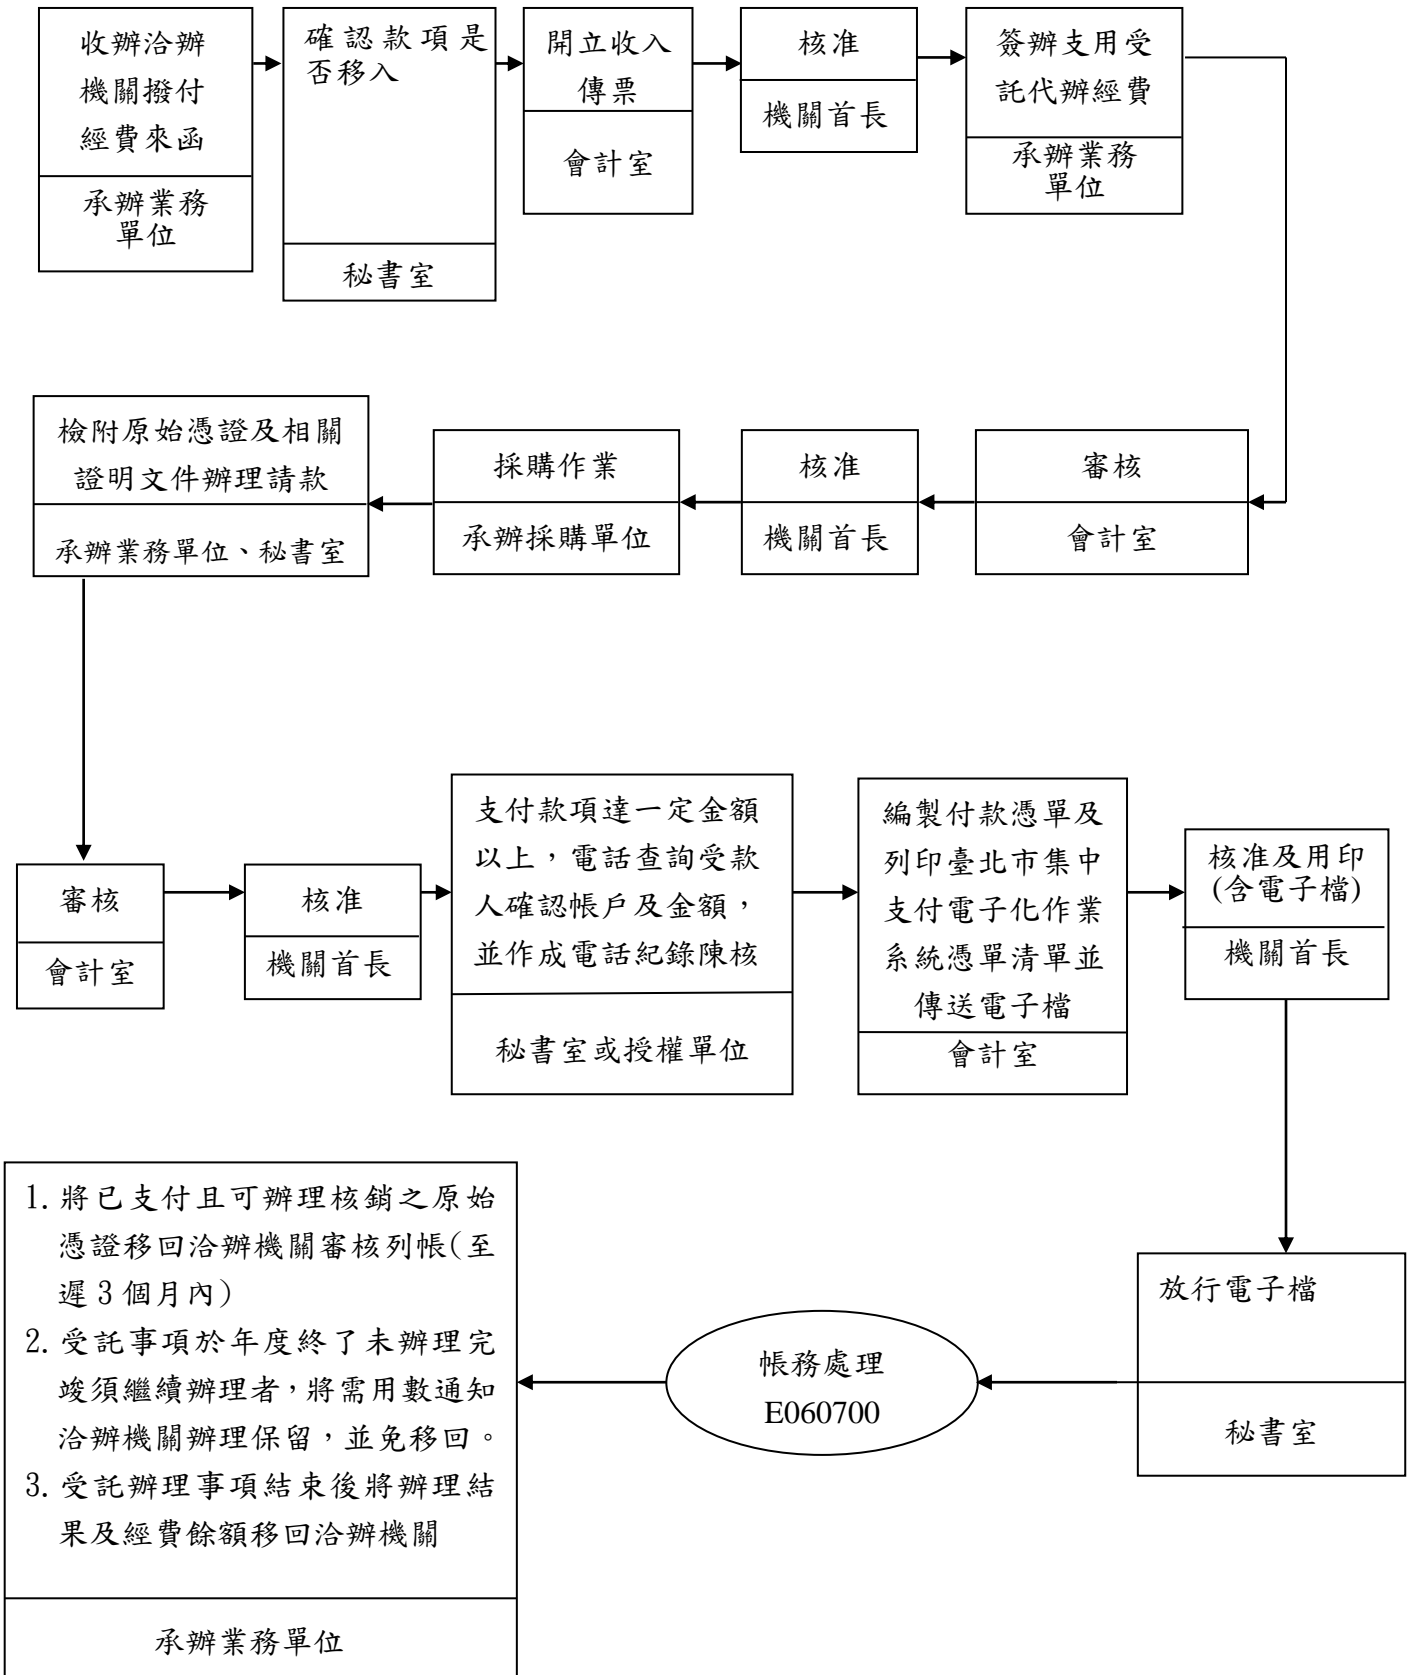 收辦洽辦
機關撥付
經費來函
承辦業務
單位
確認款項是
否移入
秘書室
開立收入
傳票
會計室
核准
機關首長
簽辦支用受
託代辦經費
承辦業務
單位
檢附原始憑證及相關
證明文件辦理請款
承辦業務單位、秘書室
採購作業
承辦採購單位
核准
機關首長
審核
會計室
審核
會計室
核准
機關首長
支付款項達一定金額
以上，電話查詢受款
人確認帳戶及金額，
並作成電話紀錄陳核
秘書室或授權單位
編製付款憑單及
列印臺北市集中
支付電子化作業
系統憑單清單並
傳送電子檔
會計室
核准及用印
(含電子檔)
機關首長
1. 將已支付且可辦理核銷之原始
憑證移回洽辦機關審核列帳(至
遲 3 個月內)
2. 受託事項於年度終了未辦理完
竣須繼續辦理者，將需用數通知
洽辦機關辦理保留，並免移回。
3. 受託辦理事項結束後將辦理結
果及經費餘額移回洽辦機關
承辦業務單位
帳務處理
E060700
放行電子檔
秘書室